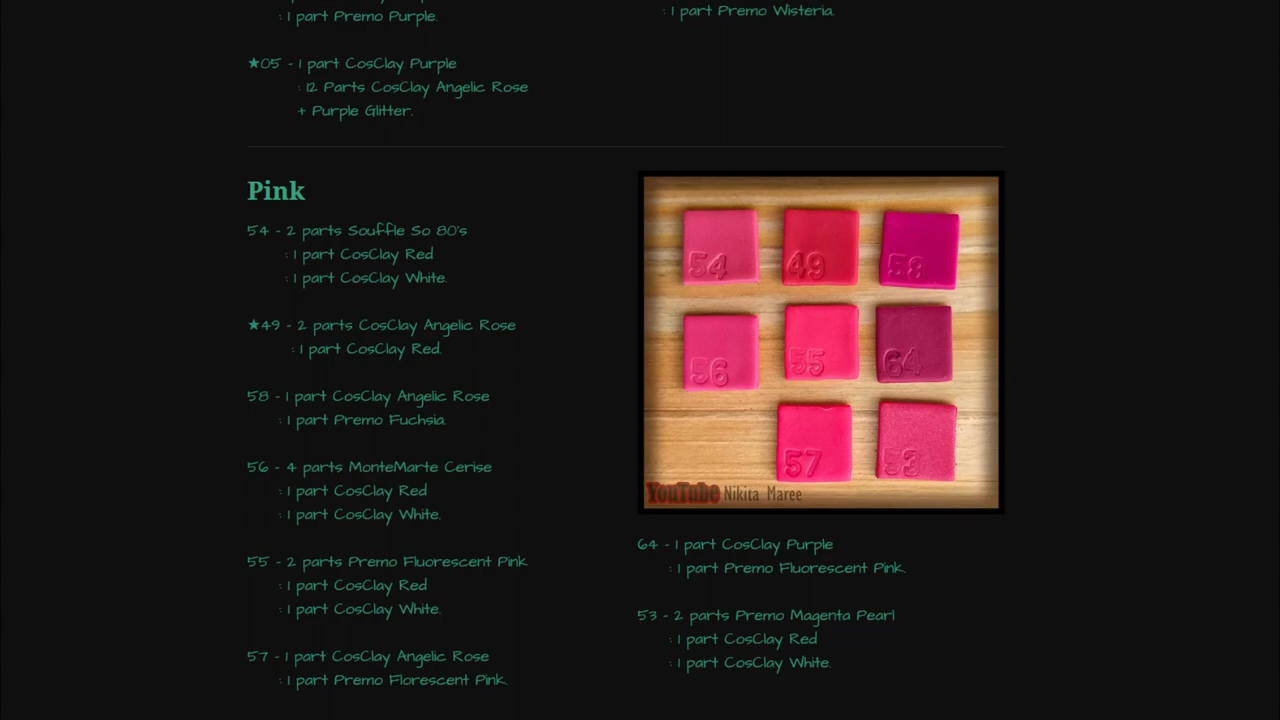 : 1 part Premo Purple.
★05 - 1 part CosClay Purple
: 12 Parts CosClay Angelic Rose
+ Purple Glitter.
: 1 part Premo Wisteria.
Pink
54 - 2 parts Souffle So 80's
: 1 part CosClay Red
: 1 part CosClay White.
★49 - 2 parts CosClay Angelic Rose
: 1 part CosClay Red.
58 - 1 part CosClay Angelic Rose
: 1 part Premo Fuchsia.
56 - 4 parts MonteMarte Cerise
: 1 part CosClay Red
: 1 part CosClay White.
55 - 2 parts Premo Fluorescent Pink
: 1 part CosClay Red
: 1 part CosClay White.
57 - 1 part CosClay Angelic Rose
: 1 part Premo Florescent Pink.
54 49 58
56 55 64
57 53
YouTube Nikita Maree
64 - 1 part CosClay Purple
: 1 part Premo Fluorescent Pink.
53 - 2 parts Premo Magenta Pearl
: 1 part CosClay Red
: 1 part CosClay White.